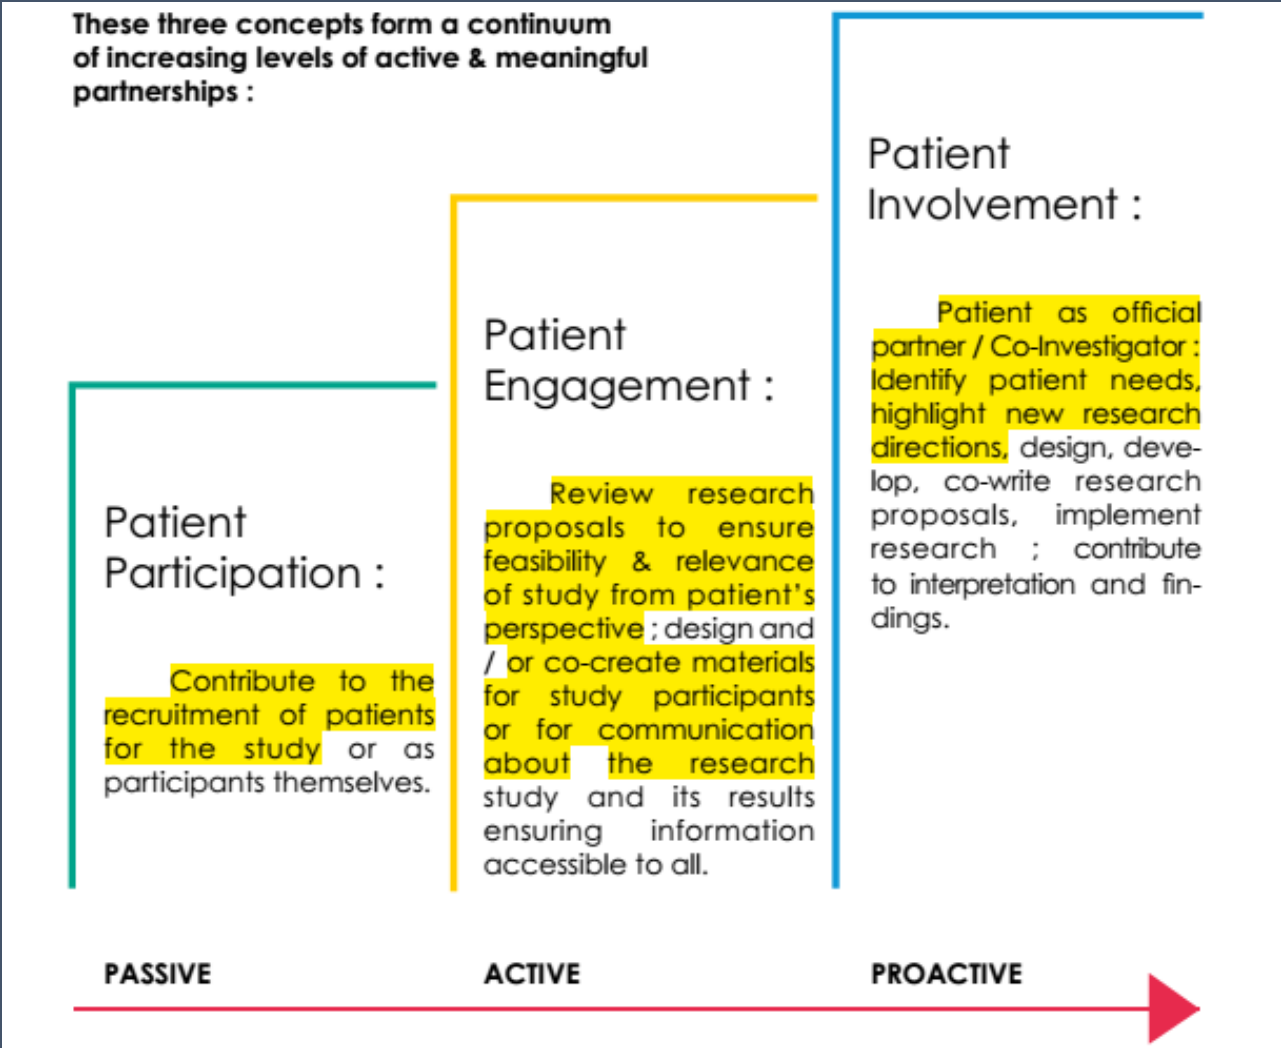 These three concepts form a continuum
of increasing levels of active & meaningful
partnerships :
Patient
Participation :
Contribute to the
recruitment of patients
for the study or as
participants themselves.
Patient
Engagement :
Review research
proposals to ensure
feasibility & relevance
of study from patient's
perspective ; design and
/ or co-create materials
for study participants
or for communication
about the research
study and its results
ensuring information
accessible to all.
Patient
Involvement :
Patient as official
partner / Co-Investigator :
Identify patient needs,
highlight new research
directions, design, deve-
lop, co-write research
proposals, implement
research ; contribute
to interpretation and fin-
dings.
PASSIVE
ACTIVE
PROACTIVE